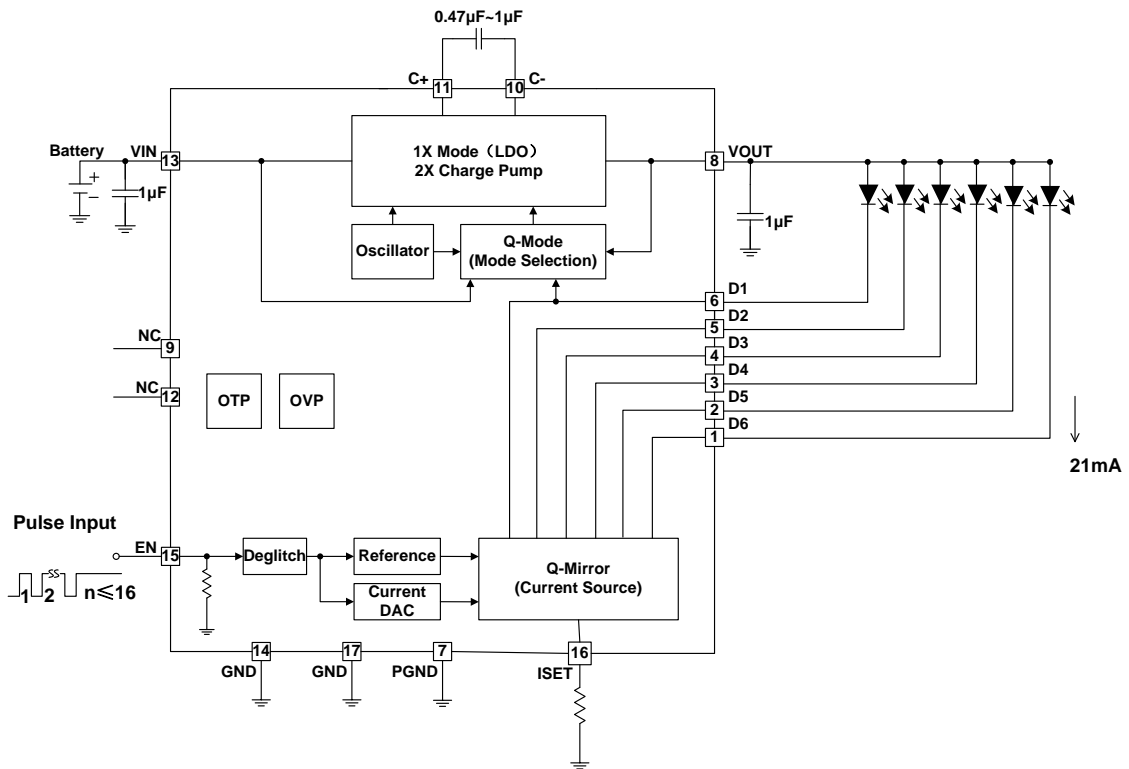 0.47µF~1µF
C+
11
10
C-
Battery
VIN
13
+
−
1µF
1X Mode（LDO）
2X Charge Pump
8
VOUT
1µF
Oscillator
Q-Mode
(Mode Selection)
D1
6
D2
5
D3
4
D4
3
D5
2
D6
1
21mA
NC
9
NC
12
OTP
OVP
Pulse Input
EN
15
1
2
n≤16
Deglitch
Reference
Current
DAC
Q-Mirror
(Current Source)
14
GND
17
GND
7
PGND
16
ISET